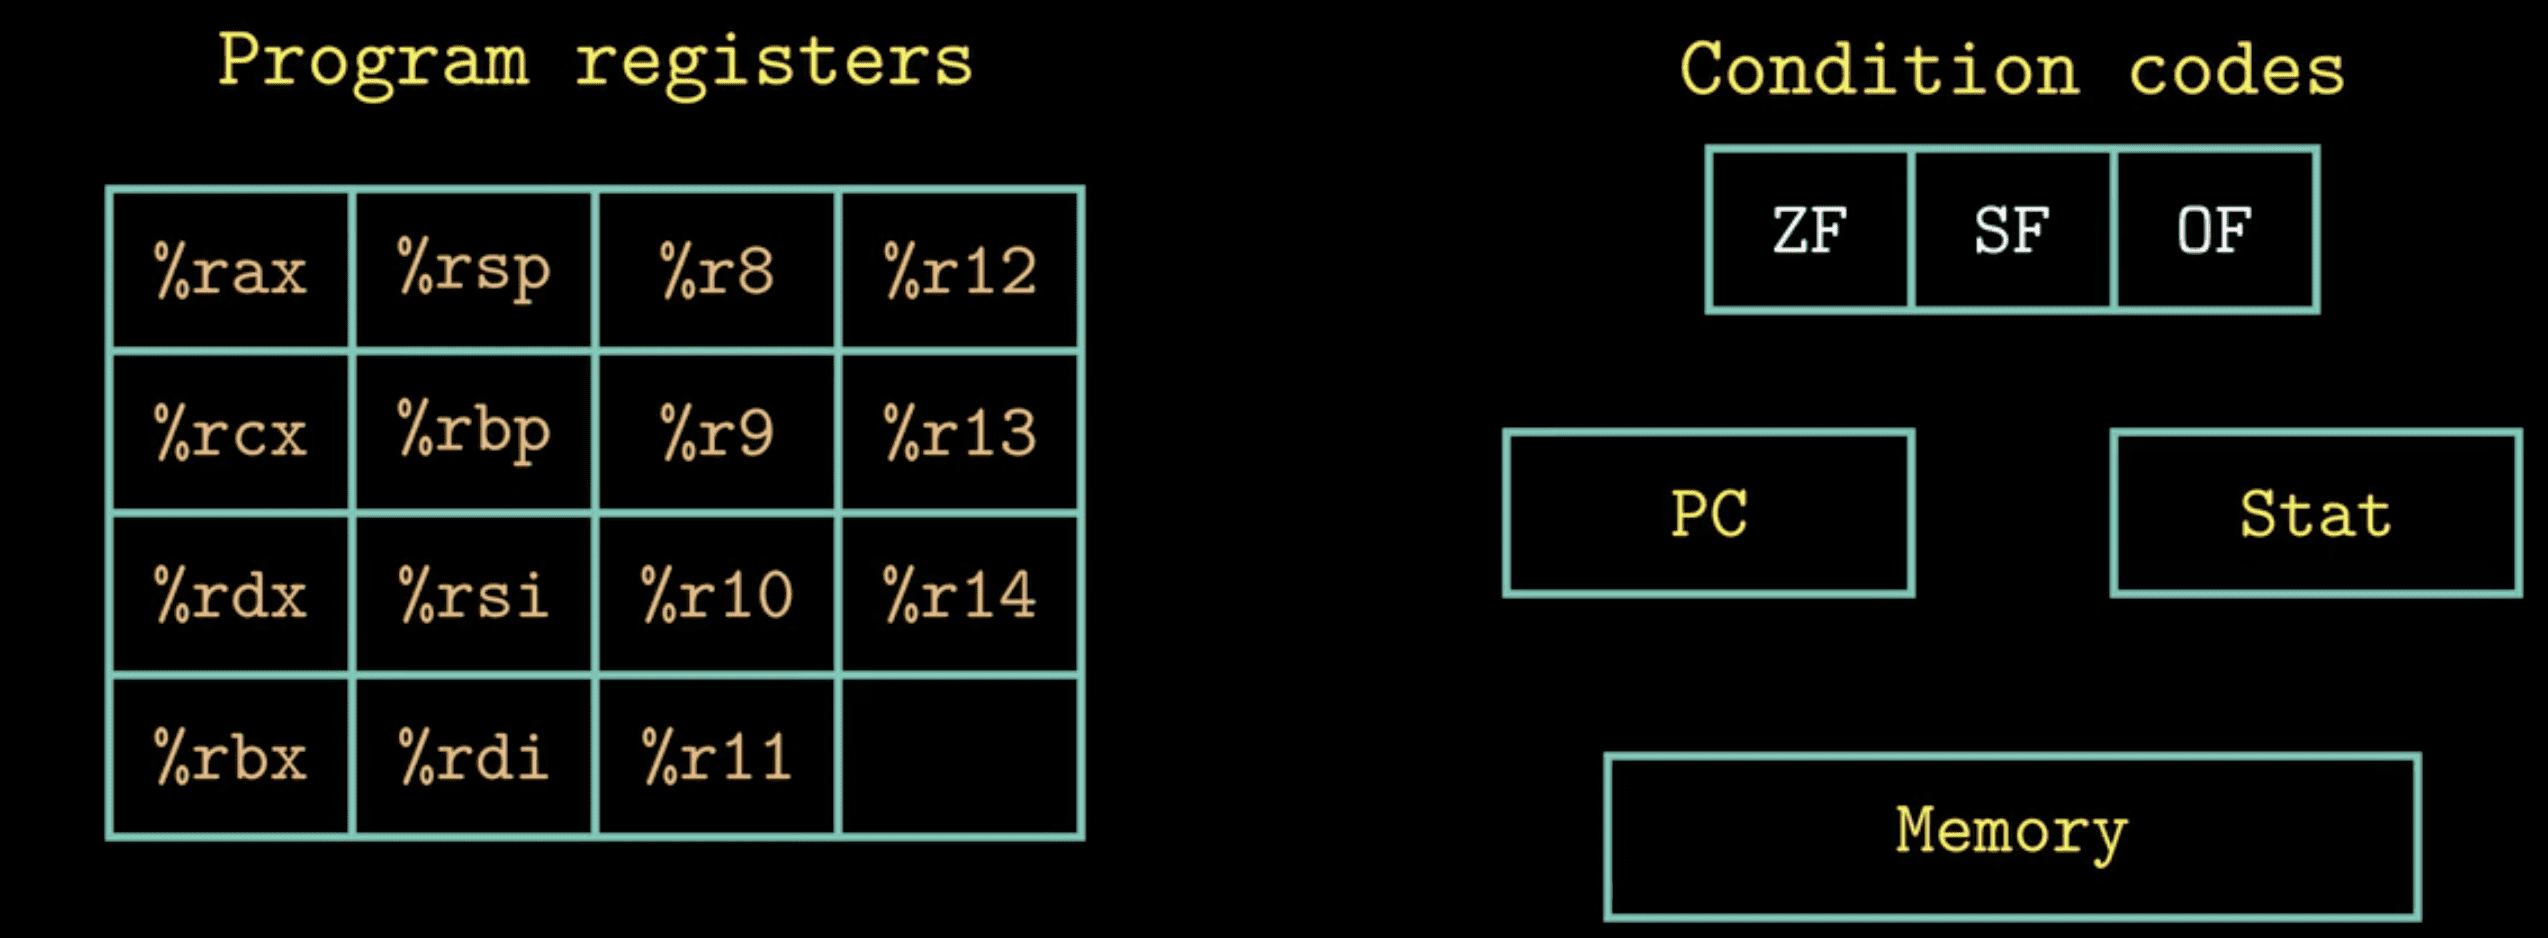 Program registers
%rax %rsp %r8 %r12
%rcx %rbp %r9 %r13
%rdx %rsi %r10 %r14
%rbx %rdi %r11
Condition codes
ZF SF OF
PC Stat
Memory